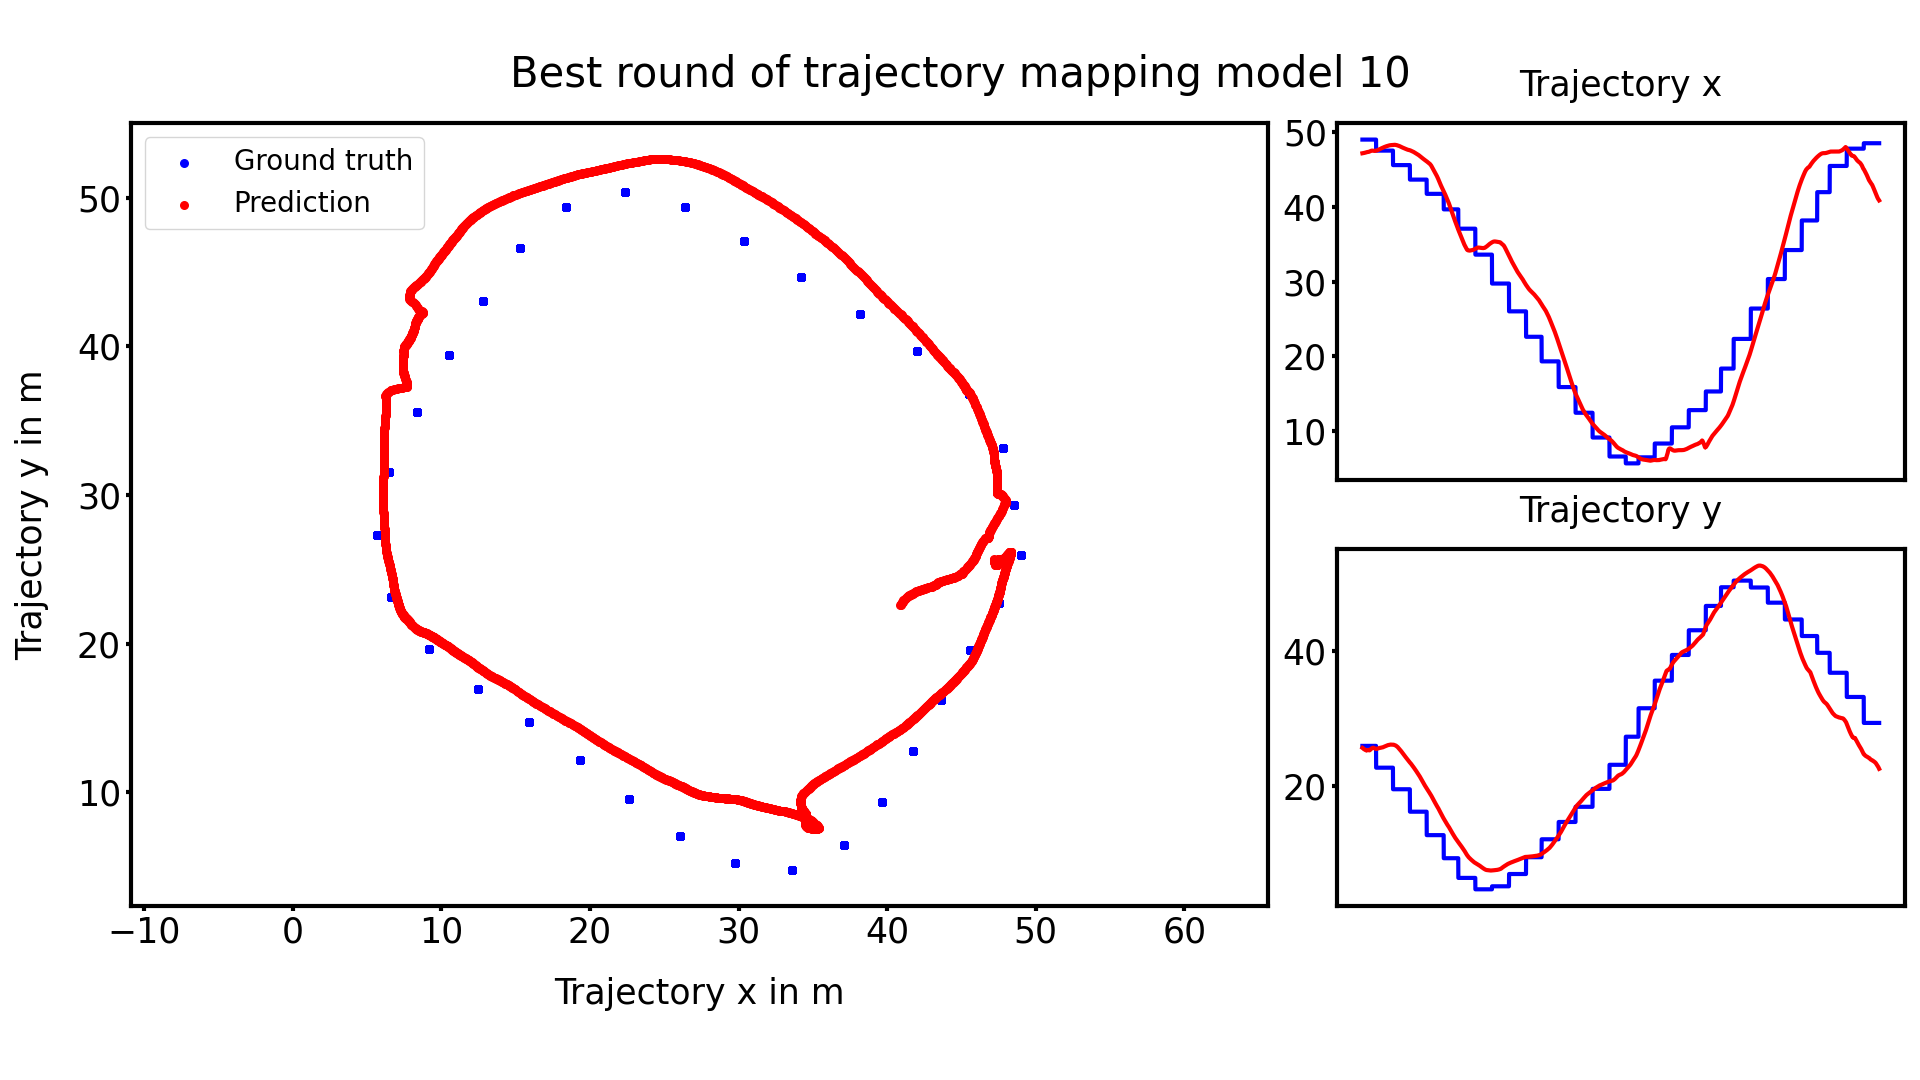 Best round of trajectory mapping model 10
Ground truth
Prediction
50
40
30
20
10
Trajectory y in m
−10 0 10 20 30 40 50 60
Trajectory x in m
Trajectory x
50
40
30
20
10
Trajectory y
40
20